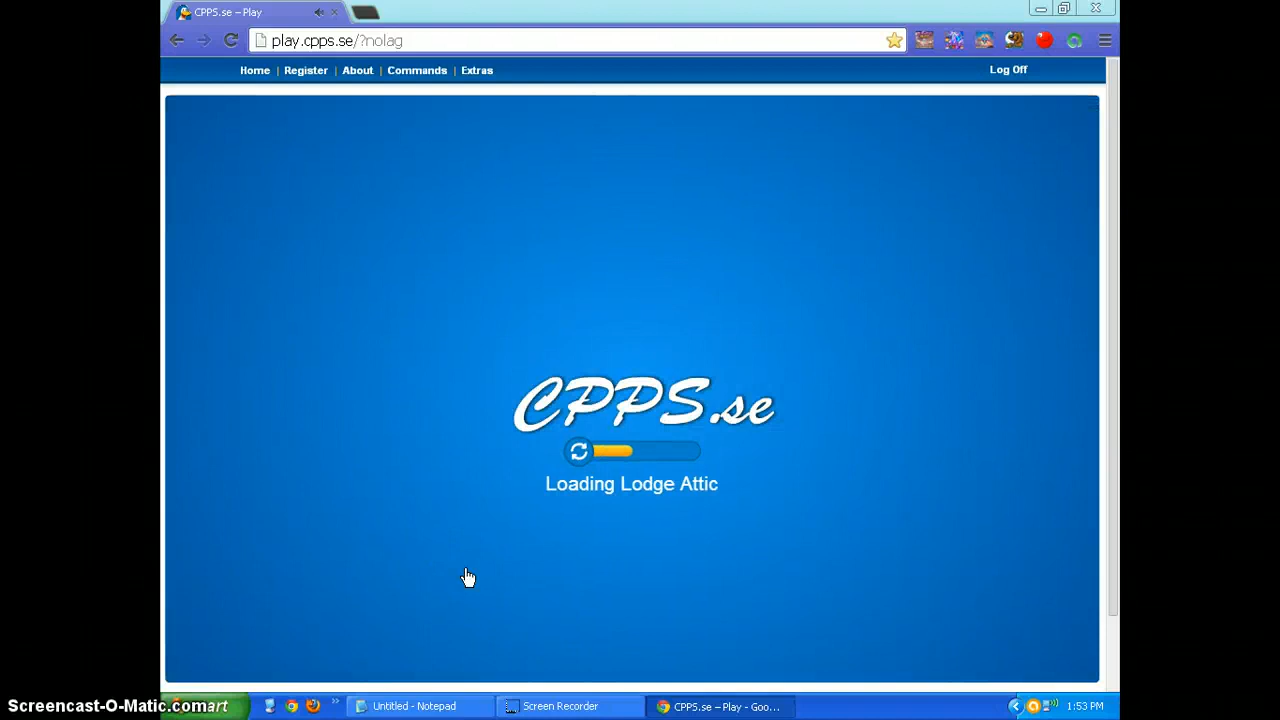 CPPS.se – Play
play.cpps.se/?nolag
Home | Register | About | Commands | Extras
Log Off
CPPS.se
Loading Lodge Attic
Screencast-O-Matic.com
art
Untitled - Notepad
Screen Recorder
CPPS.se – Play - Goo...
1:53 PM